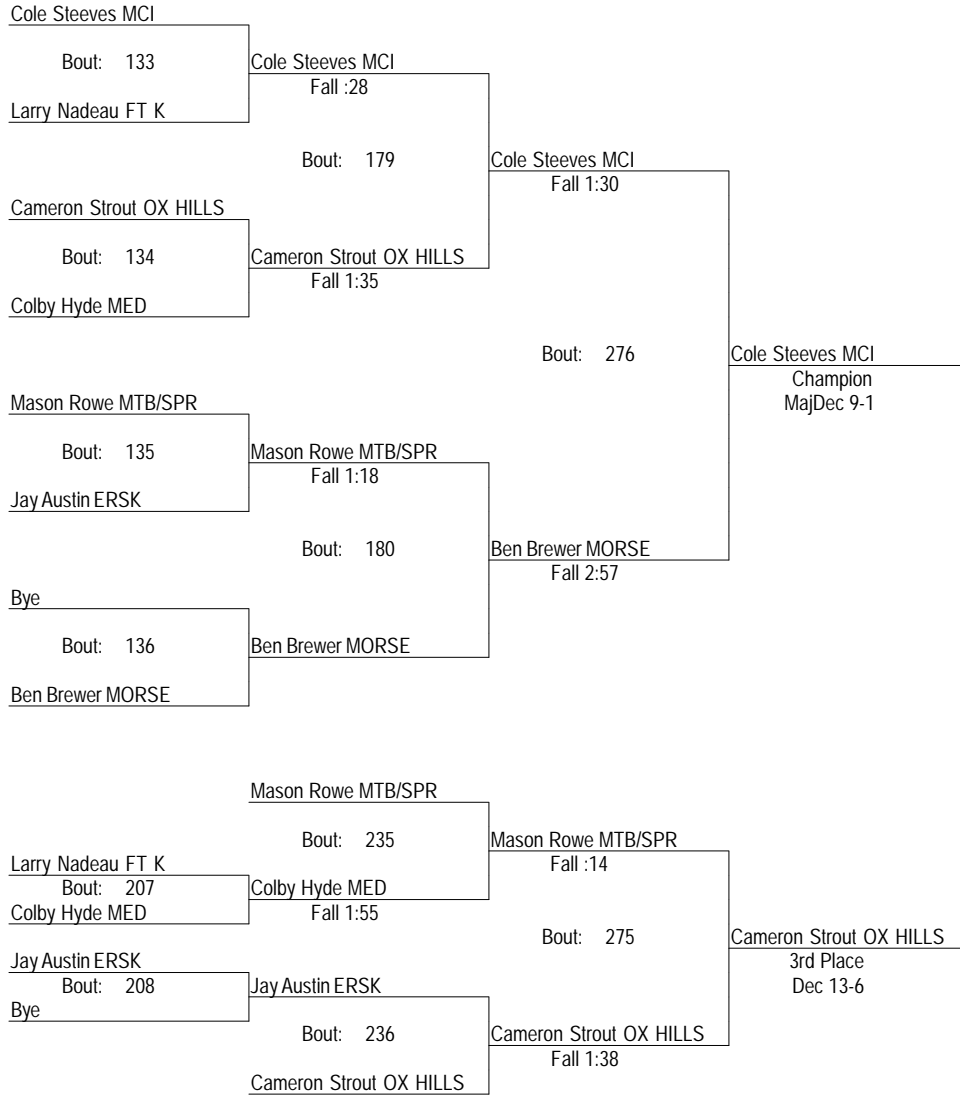 Cole Steeves MCI
Bout: 133
Cole Steeves MCI
Fall :28
Larry Nadeau FT K
Bout: 179
Cole Steeves MCI
Fall 1:30
Cameron Strout OX HILLS
Bout: 134
Cameron Strout OX HILLS
Fall 1:35
Colby Hyde MED
Bout: 276
Cole Steeves MCI
Champion
MajDec 9-1
Mason Rowe MTB/SPR
Bout: 135
Mason Rowe MTB/SPR
Fall 1:18
Jay Austin ERSK
Bout: 180
Ben Brewer MORSE
Fall 2:57
Bye
Bout: 136
Ben Brewer MORSE
Ben Brewer MORSE
Mason Rowe MTB/SPR
Bout: 235
Mason Rowe MTB/SPR
Fall :14
Larry Nadeau FT K
Bout: 207
Colby Hyde MED
Colby Hyde MED
Fall 1:55
Bout: 275
Cameron Strout OX HILLS
3rd Place
Dec 13-6
Jay Austin ERSK
Bout: 208
Jay Austin ERSK
Bye
Bout: 236
Cameron Strout OX HILLS
Fall 1:38
Cameron Strout OX HILLS